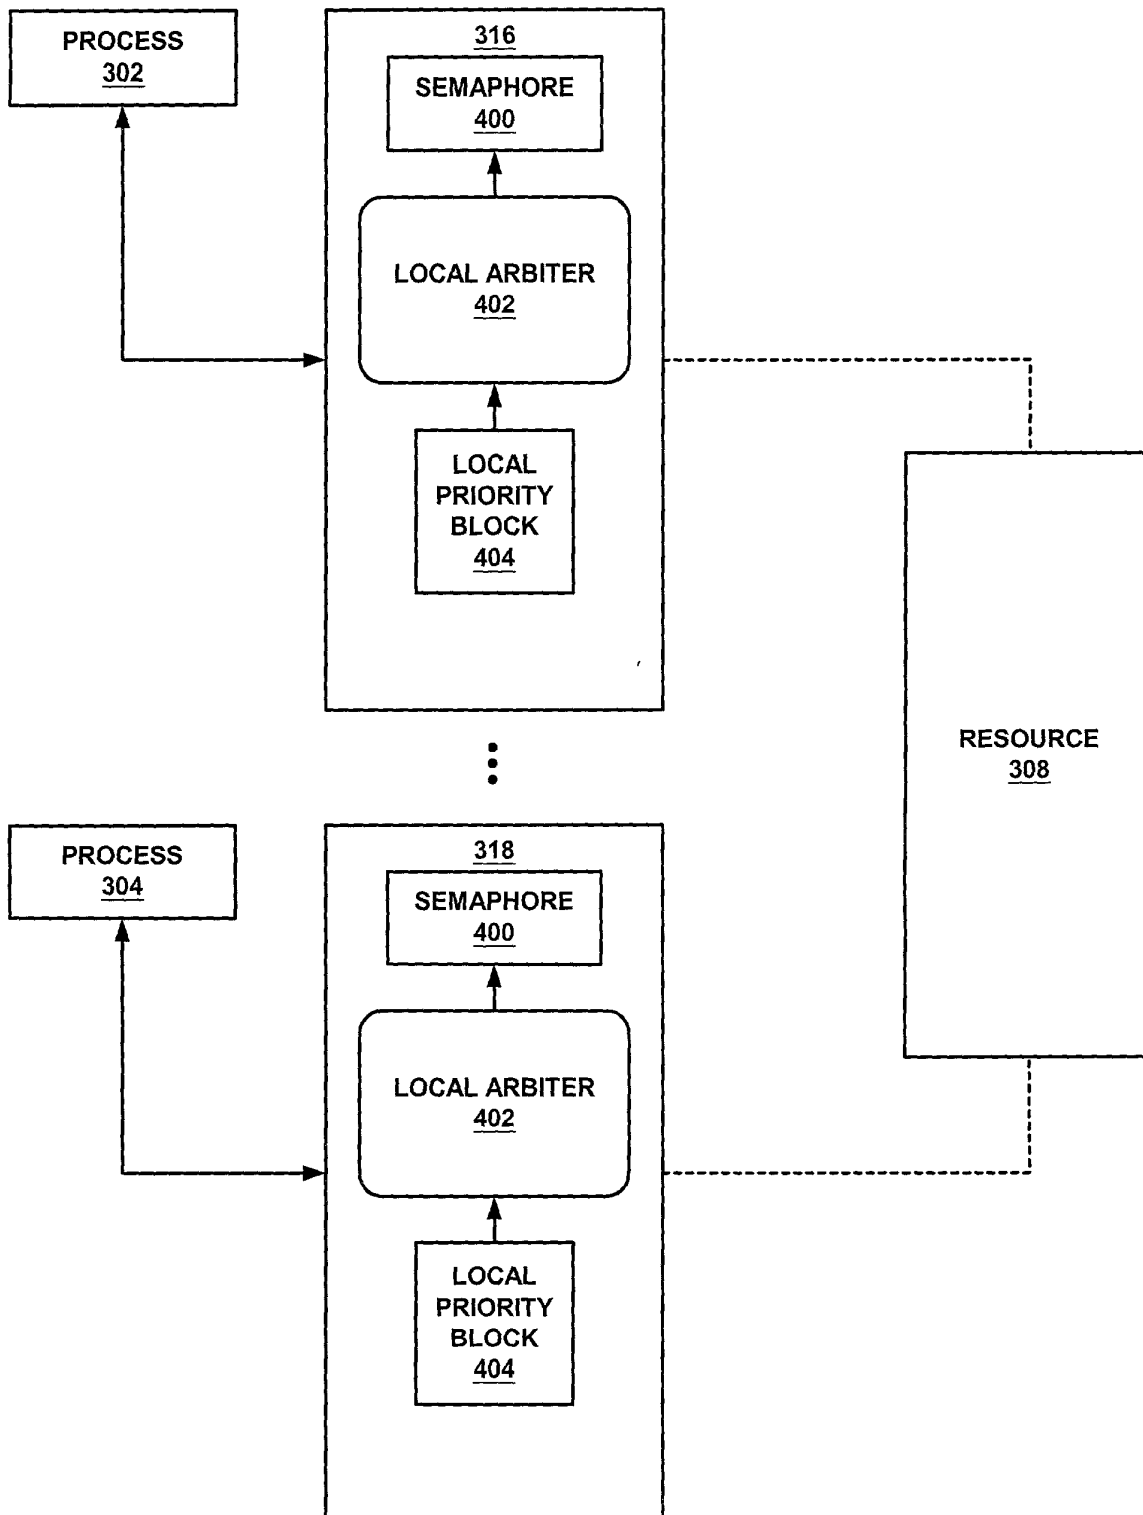 PROCESS
302
316
SEMAPHORE
400
LOCAL ARBITER
402
LOCAL
PRIORITY
BLOCK
404
RESOURCE
308
PROCESS
304
318
SEMAPHORE
400
LOCAL ARBITER
402
LOCAL
PRIORITY
BLOCK
404